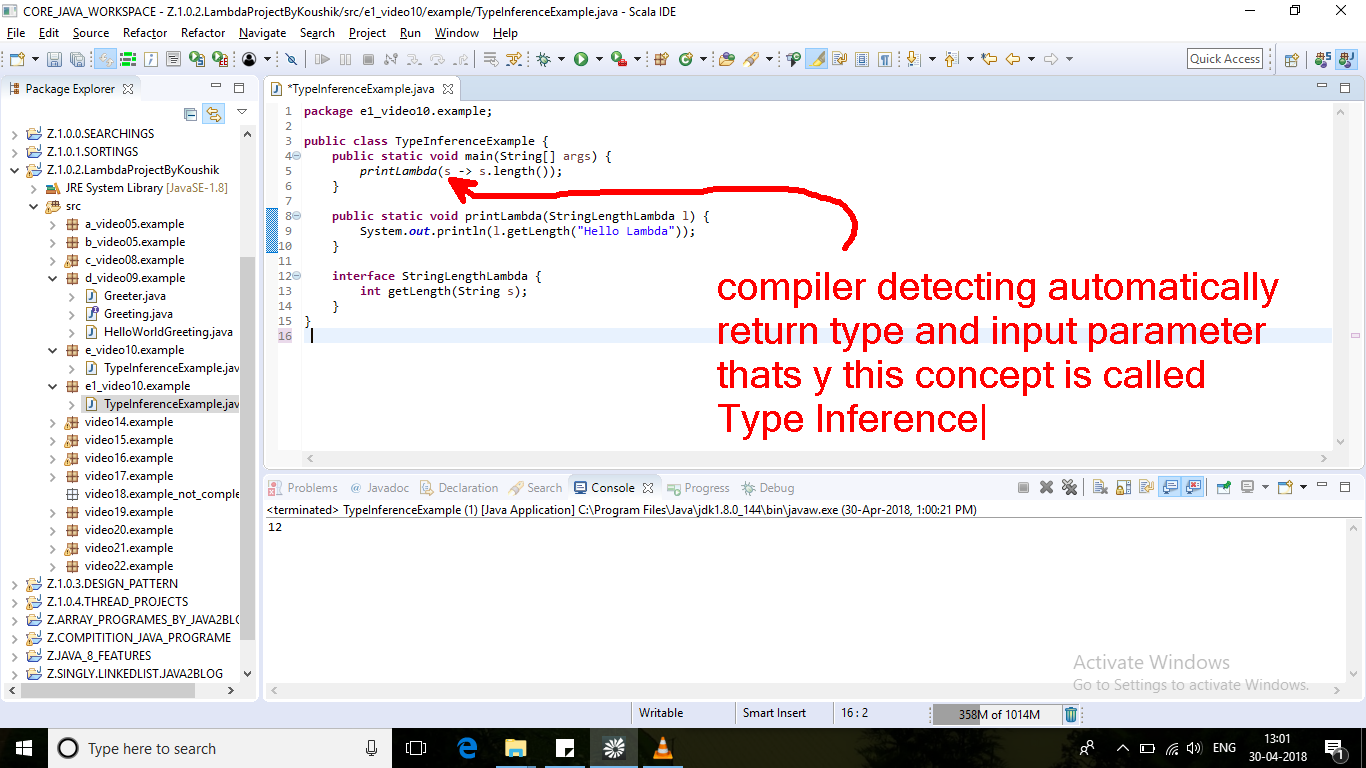 CORE_JAVA_WORKSPACE - Z.1.0.2.LambdaProjectByKoushik/src/e1_video10/example/TypeInferenceExample.java - Scala IDE
File Edit Source Refactor Refactor Navigate Search Project Run Window Help
Quick Access
Package Explorer
Z.1.0.0.SEARCHINGS
Z.1.0.1.SORTINGS
Z.1.0.2.LambdaProjectByKoushik
JRE System Library [JavaSE-1.8]
src
a_video05.example
b_video05.example
c_video08.example
d_video09.example
Greeter.java
Greeting.java
HelloWorldGreeting.java
e_video10.example
TypeInferenceExample.jav
e1_video10.example
TypeInferenceExample.jav
video14.example
video15.example
video16.example
video17.example
video18.example_not_comple
video19.example
video20.example
video21.example
video22.example
Z.1.0.3.DESIGN_PATTERN
Z.1.0.4.THREAD_PROJECTS
Z.ARRAY_PROGRAMES_BY_JAVA2BLO
Z.COMPITITION_JAVA_PROGRAME
Z.JAVA_8_FEATURES
Z.SINGLY.LINKEDLIST.JAVA2BLOG
*TypeInferenceExample.java
1 package e1_video10.example;
2
3 public class TypeInferenceExample {
4 public static void main(String[] args) {
5 printLambda(s -> s.length());
6 }
7
8 public static void printLambda(StringLengthLambda l) {
9 System.out.println(l.getLength("Hello Lambda"));
10 }
11
12 interface StringLengthLambda {
13 int getLength(String s);
14 }
15 }
16
compiler detecting automatically
return type and input parameter
thats y this concept is called
Type Inference|
Problems @ Javadoc Declaration Search Console Progress Debug
<terminated> TypeInferenceExample (1) [Java Application] C:\Program Files\Java\jdk1.8.0_144\bin\javaw.exe (30-Apr-2018, 1:00:21 PM)
12
Activate Windows
Go to Settings to activate Windows.
Writable Smart Insert 16 : 2 358M of 1014M
Type here to search
ENG
13:01
30-04-2018
1